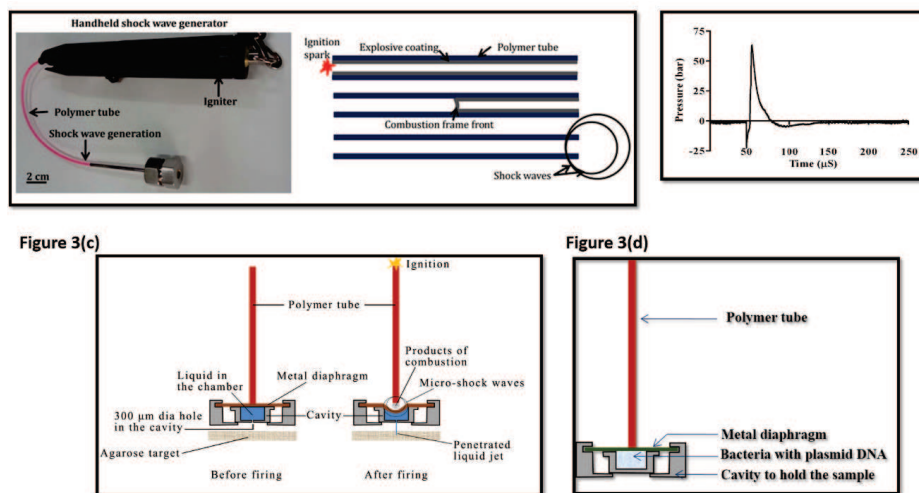 Handheld shock wave generator
Igniter
Polymer tube
Shock wave generation
2 cm
Ignition
spark
Explosive coating
Polymer tube
Combustion frame front
Shock waves
Pressure (bar)
75
50
25
0
-25
50
100
150
200
250
Time (µS)
Figure 3(c)
Ignition
Polymer tube
Liquid in
the chamber
Metal diaphragm
300 µm dia hole
in the cavity
Cavity
Agarose target
Products of
combustion
Micro-shock waves
Penetrated
liquid jet
Before firing
After firing
Figure 3(d)
Polymer tube
Metal diaphragm
Bacteria with plasmid DNA
Cavity to hold the sample